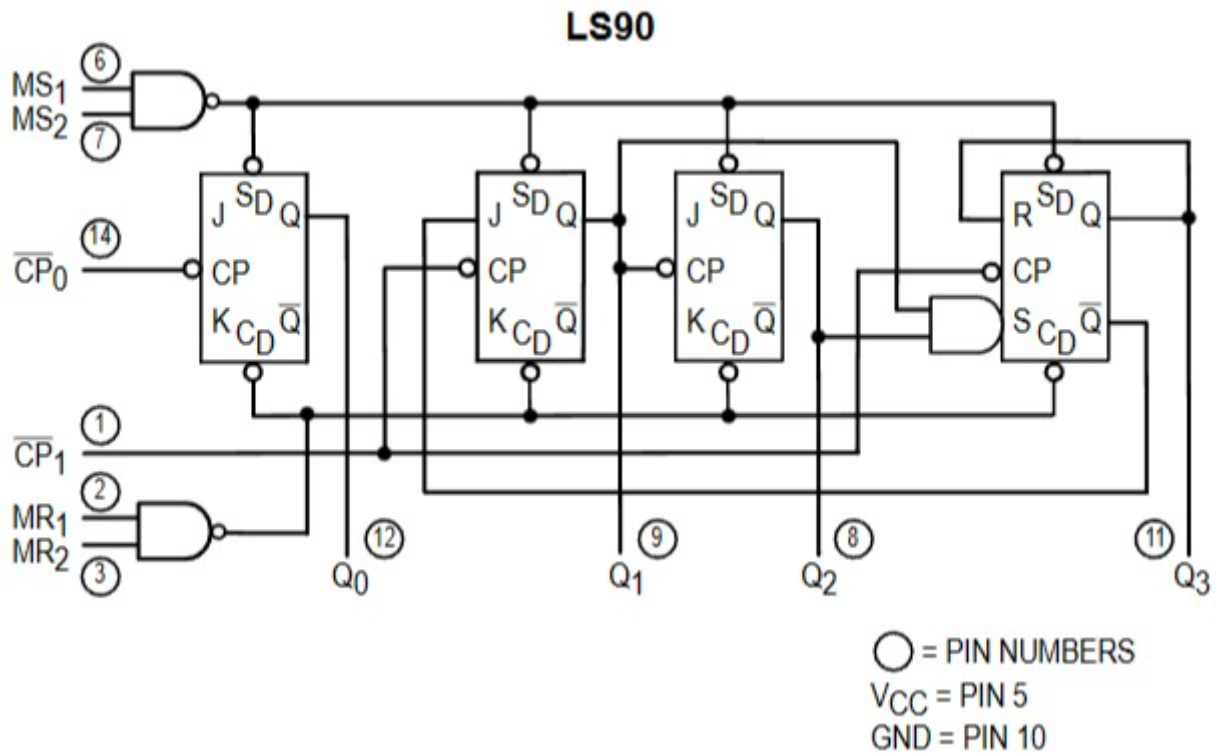 LS90
6
MS1
MS2
7
SD SD SD SD
J Q J Q J Q R Q
14
CP0
CP CP CP CP
K CD Q K CD Q K CD Q S CD Q
1
CP1
2
MR1
MR2
3
12 9 8 11
Q0 Q1 Q2 Q3
= PIN NUMBERS
VCC = PIN 5
GND = PIN 10